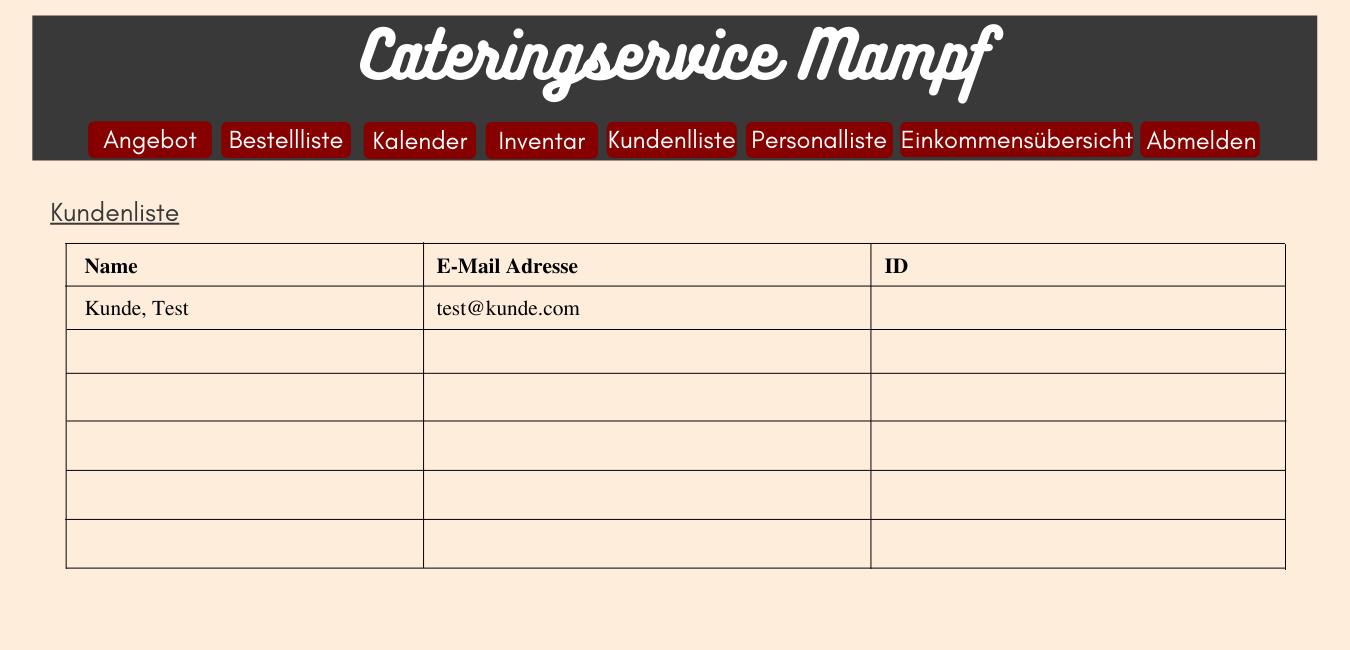 Cateringservice Mampf
Angebot Bestellliste Kalender Inventar Kundenlliste Personalliste Einkommensübersicht Abmelden
Kundenliste
Name E-Mail Adresse ID
Kunde, Test test@kunde.com